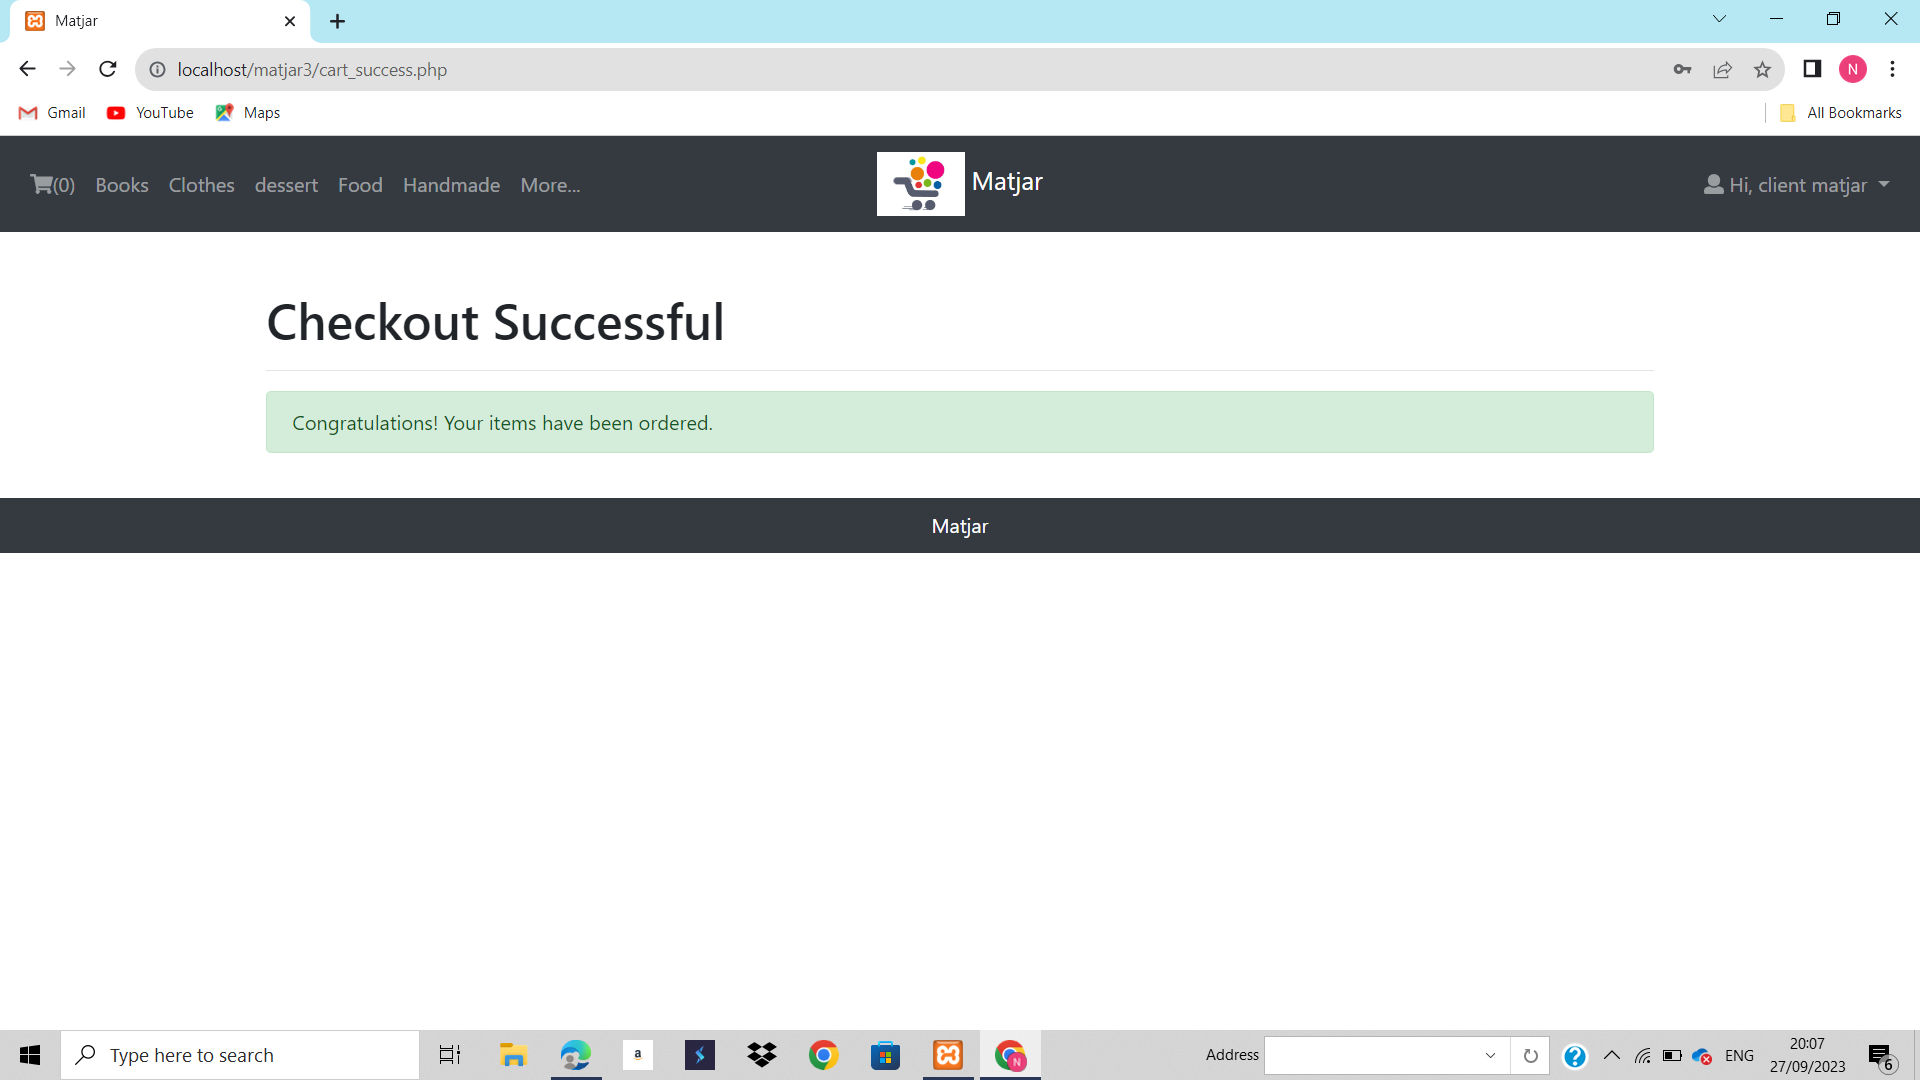 Matjar
localhost/matjar3/cart_success.php
N
Gmail
YouTube
Maps
All Bookmarks
(0)
Books
Clothes
dessert
Food
Handmade
More...
Matjar
Hi, client matjar
Checkout Successful
Congratulations! Your items have been ordered.
Matjar
Type here to search
a
N
Address
ENG
20:07
27/09/2023
6